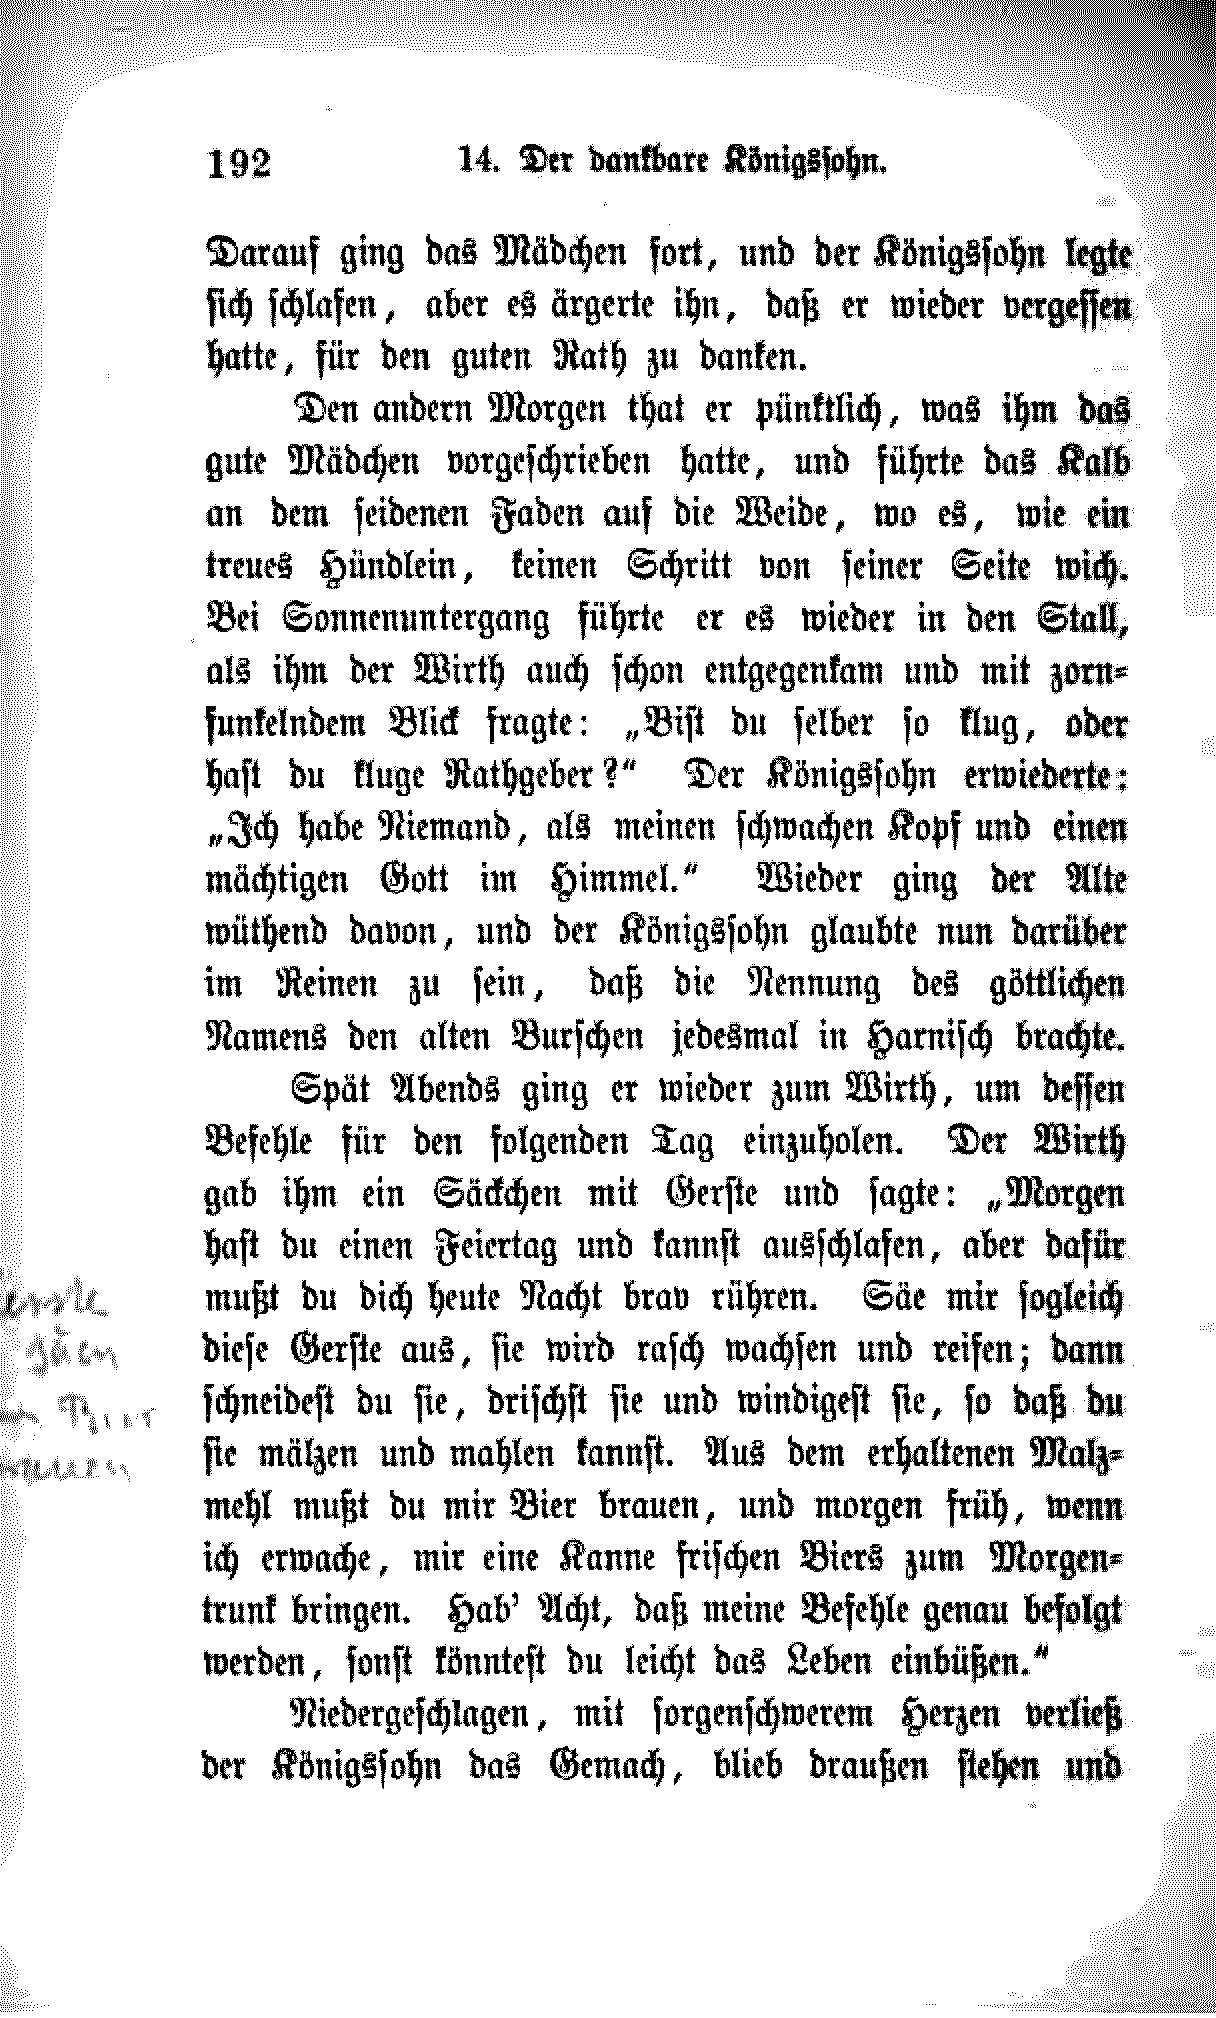 192 14. Der dankbare Königssohn.
Darauf ging das Mädchen fort, und der Königssohn legte
sich schlafen, aber es ärgerte ihn, daß er wieder vergessen
hatte, für den guten Rath zu danken.
Den andern Morgen that er pünktlich, was ihm das
gute Mädchen vorgeschrieben hatte, und führte das Kalb
an dem seidenen Faden auf die Weide, wo es, wie ein
treues Hündlein, keinen Schritt von seiner Seite wich.
Bei Sonnenuntergang führte er es wieder in den Stall,
als ihm der Wirth auch schon entgegenkam und mit zorn-
funkelndem Blick fragte: „Bist du selber so klug, oder
hast du kluge Rathgeber?“ Der Königssohn erwiederte:
„Ich habe Niemand, als meinen schwachen Kopf und einen
mächtigen Gott im Himmel.“ Wieder ging der Alte
wüthend davon, und der Königssohn glaubte nun darüber
im Reinen zu sein, daß die Nennung des göttlichen
Namens den alten Burschen jedesmal in Harnisch brachte.
Spät Abends ging er wieder zum Wirth, um dessen
Befehle für den folgenden Tag einzuholen. Der Wirth
gab ihm ein Säckchen mit Gerste und sagte: „Morgen
hast du einen Feiertag und kannst ausschlafen, aber dafür
mußt du dich heute Nacht brav rühren. Säe mir sogleich
diese Gerste aus, sie wird rasch wachsen und reifen; dann
schneidest du sie, drischst sie und windigest sie, so daß du
sie mälzen und mahlen kannst. Aus dem erhaltenen Malz-
mehl mußt du mir Bier brauen, und morgen früh, wenn
ich erwache, mir eine Kanne frischen Biers zum Morgen-
trunk bringen. Hab' Acht, daß meine Befehle genau befolgt
werden, sonst könntest du leicht das Leben einbüßen.“
Niedergeschlagen, mit sorgenschwerem Herzen verließ
der Königssohn das Gemach, blieb draußen stehen und